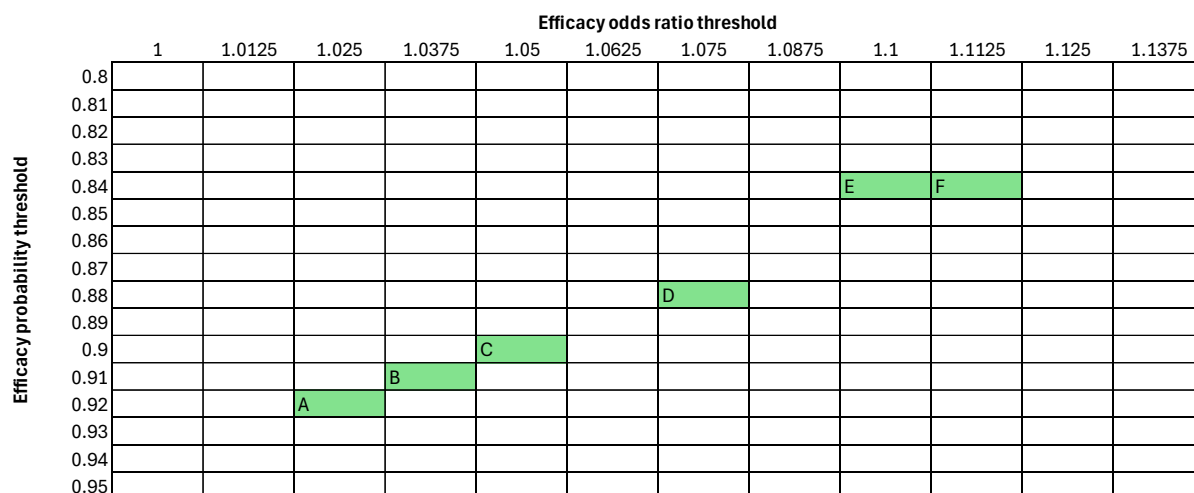 Efficacy odds ratio threshold
1 1.0125 1.025 1.0375 1.05 1.0625 1.075 1.0875 1.1 1.1125 1.125 1.1375
Efficacy probability threshold
0.8
0.81
0.82
0.83
0.84 E F
0.85
0.86
0.87
0.88 D
0.89
0.9 C
0.91 B
0.92 A
0.93
0.94
0.95